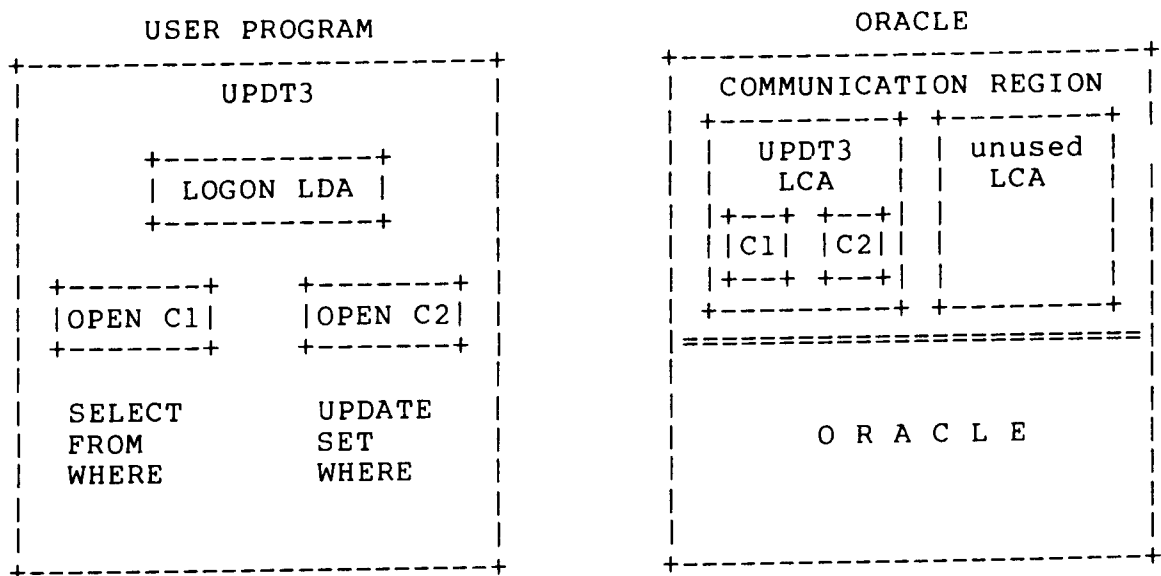 USER PROGRAM
UPDT3
LOGON LDA
OPEN C1 OPEN C2
SELECT UPDATE
FROM SET
WHERE WHERE
ORACLE
COMMUNICATION REGION
UPDT3 unused
LCA LCA
C1 C2
O R A C L E